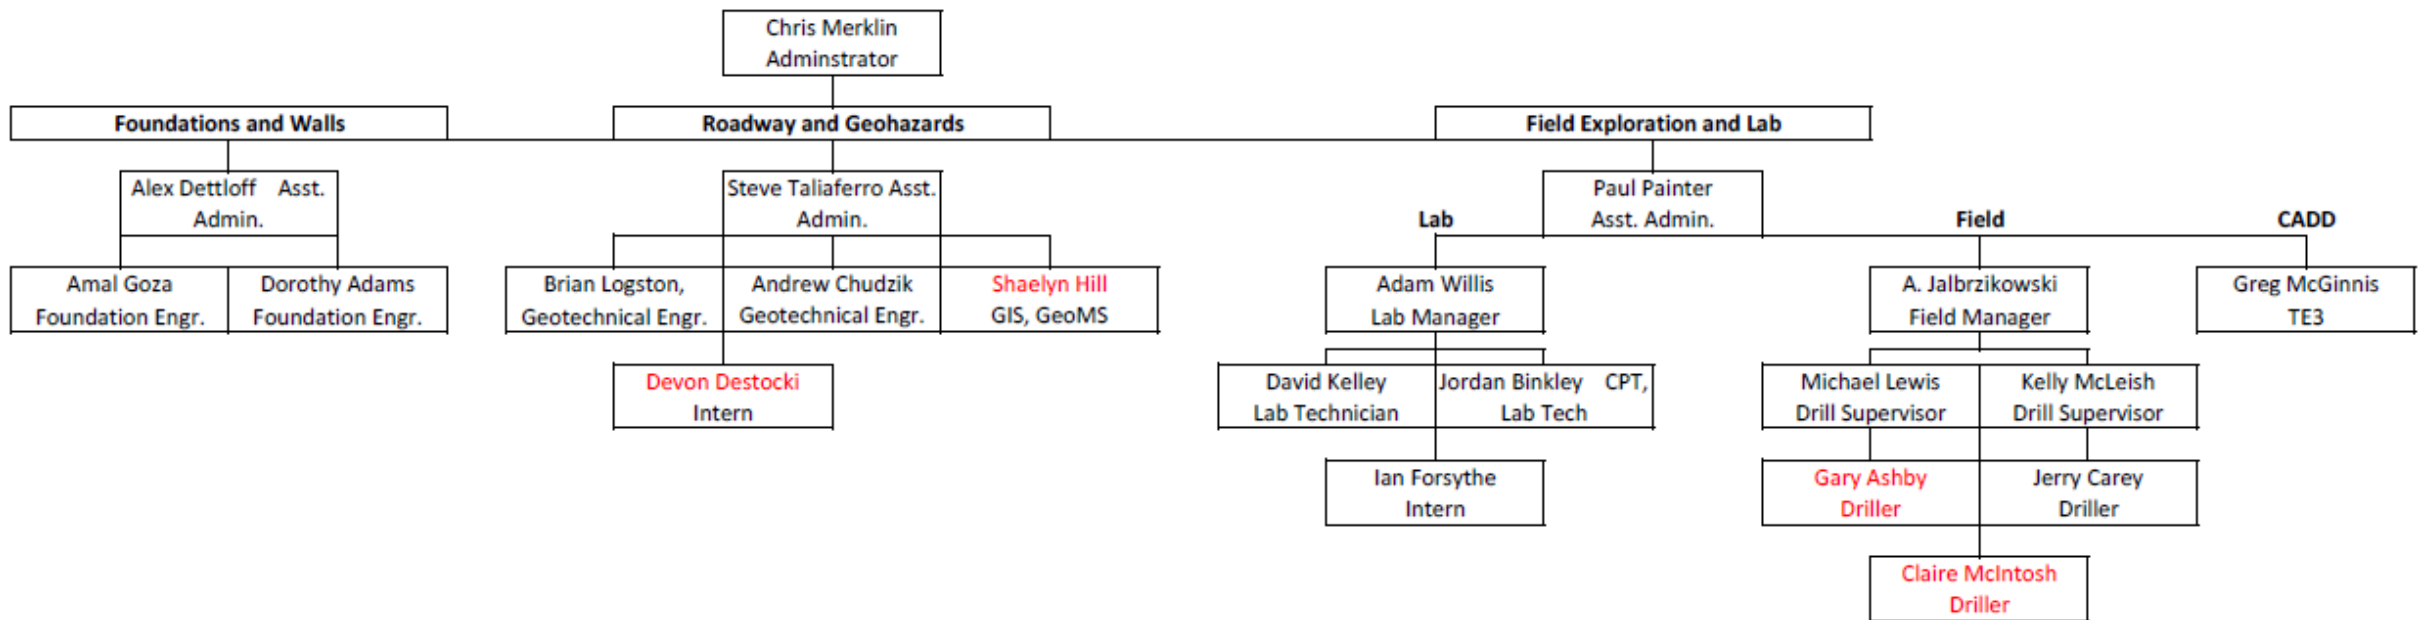 Chris Merklin
Adminstrator
Foundations and Walls
Roadway and Geohazards
Field Exploration and Lab
Alex Dettloff Asst.
Admin.
Steve Taliaferro Asst.
Admin.
Paul Painter
Asst. Admin.
Lab
Field
CADD
Amal Goza
Foundation Engr.
Dorothy Adams
Foundation Engr.
Brian Logston,
Geotechnical Engr.
Andrew Chudzik
Geotechnical Engr.
Shaelyn Hill
GIS, GeoMS
Adam Willis
Lab Manager
A. Jalbrzikowski
Field Manager
Greg McGinnis
TE3
Devon Destocki
Intern
David Kelley
Lab Technician
Jordan Binkley CPT,
Lab Tech
Michael Lewis
Drill Supervisor
Kelly McLeish
Drill Supervisor
Ian Forsythe
Intern
Gary Ashby
Driller
Jerry Carey
Driller
Claire McIntosh
Driller